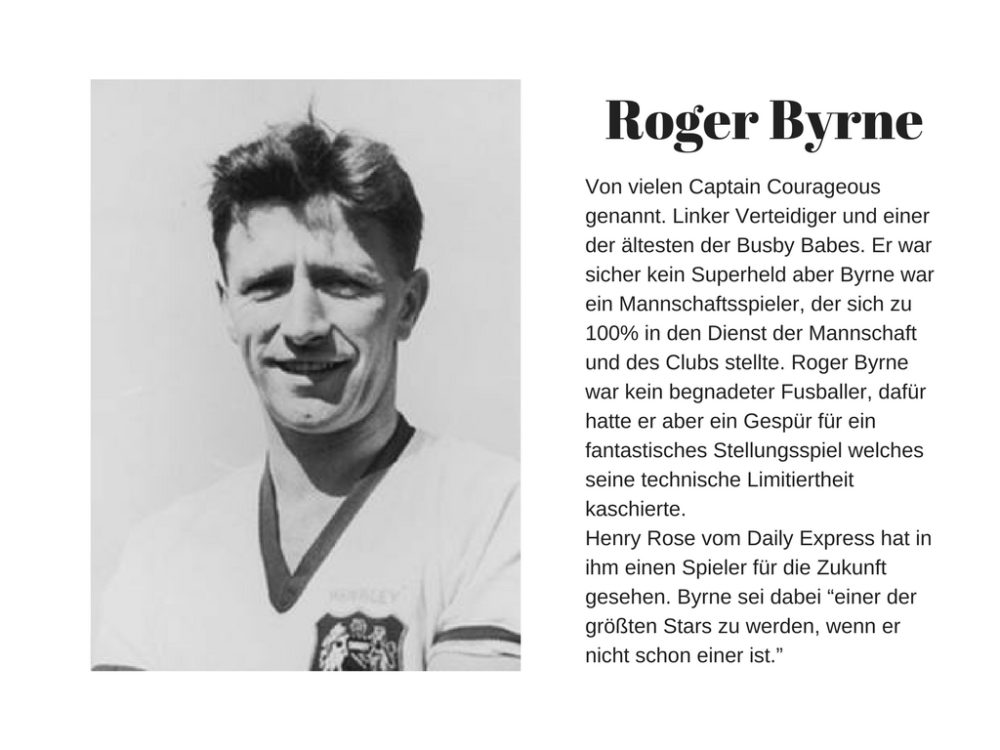 Roger Byrne
Von vielen Captain Courageous
genannt. Linker Verteidiger und einer
der ältesten der Busby Babes. Er war
sicher kein Superheld aber Byrne war
ein Mannschaftsspieler, der sich zu
100% in den Dienst der Mannschaft
und des Clubs stellte. Roger Byrne
war kein begnadeter Fusballer, dafür
hatte er aber ein Gespür für ein
fantastisches Stellungsspiel welches
seine technische Limitiertheit
kaschierte.
Henry Rose vom Daily Express hat in
ihm einen Spieler für die Zukunft
gesehen. Byrne sei dabei “einer der
größten Stars zu werden, wenn er
nicht schon einer ist.”